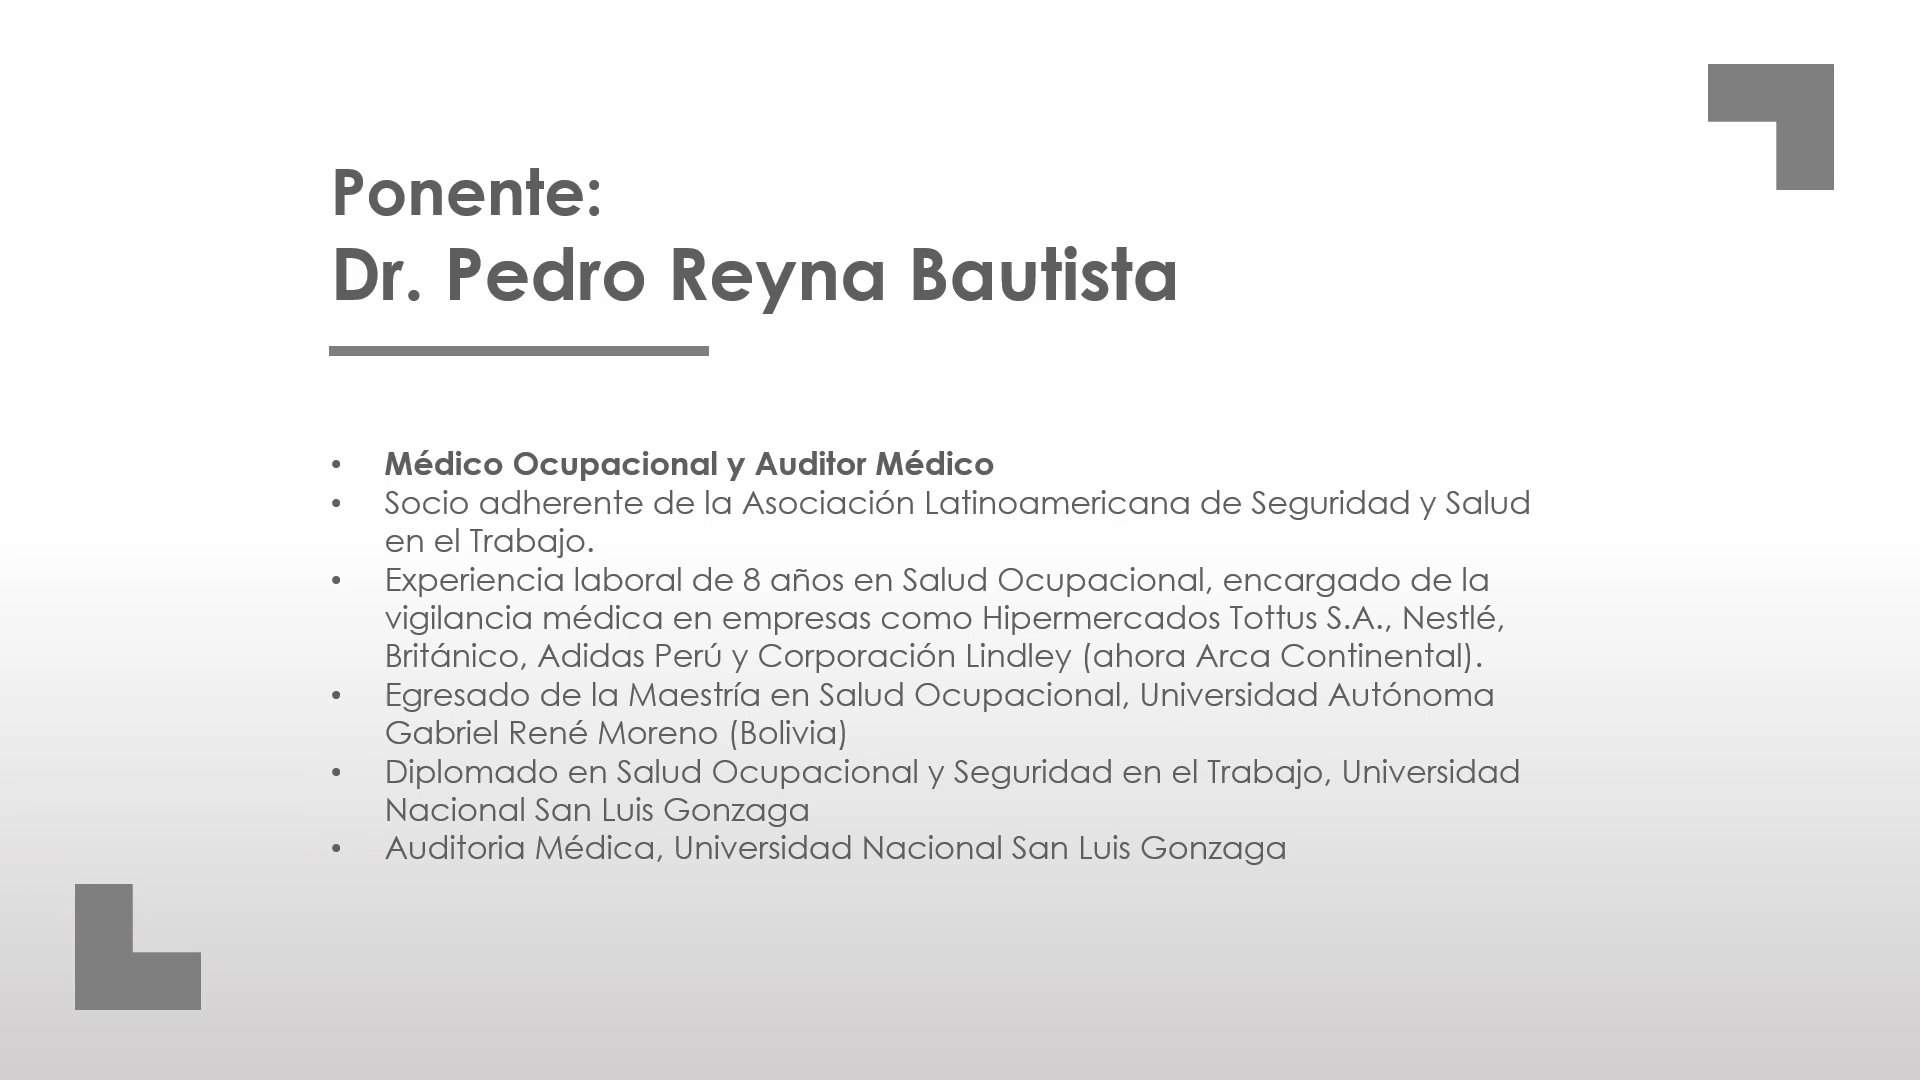 Ponente:
Dr. Pedro Reyna Bautista
• Médico Ocupacional y Auditor Médico
• Socio adherente de la Asociación Latinoamericana de Seguridad y Salud
en el Trabajo.
• Experiencia laboral de 8 años en Salud Ocupacional, encargado de la
vigilancia médica en empresas como Hipermercados Tottus S.A., Nestlé,
Británico, Adidas Perú y Corporación Lindley (ahora Arca Continental).
• Egresado de la Maestría en Salud Ocupacional, Universidad Autónoma
Gabriel René Moreno (Bolivia)
• Diplomado en Salud Ocupacional y Seguridad en el Trabajo, Universidad
Nacional San Luis Gonzaga
• Auditoria Médica, Universidad Nacional San Luis Gonzaga